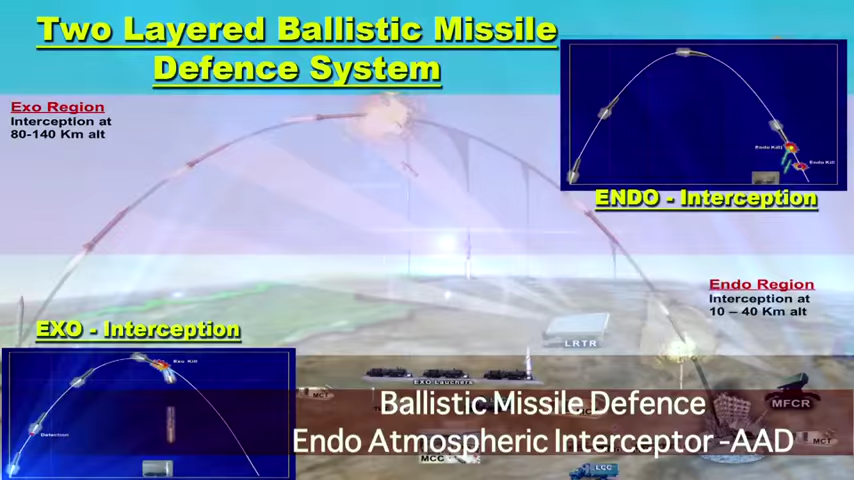 Two Layered Ballistic Missile
Defence System
Exo Region
Interception at
80-140 Km alt
Endo Kill1
Endo Kill
ENDO - Interception
Endo Region
Interception at
10 – 40 Km alt
EXO - Interception
Exo Kill
Detection
LRTR
EXO Launchers
MCT
MFCR
Ballistic Missile Defence
Endo Atmospheric Interceptor -AAD
MCT
MCC
LCC